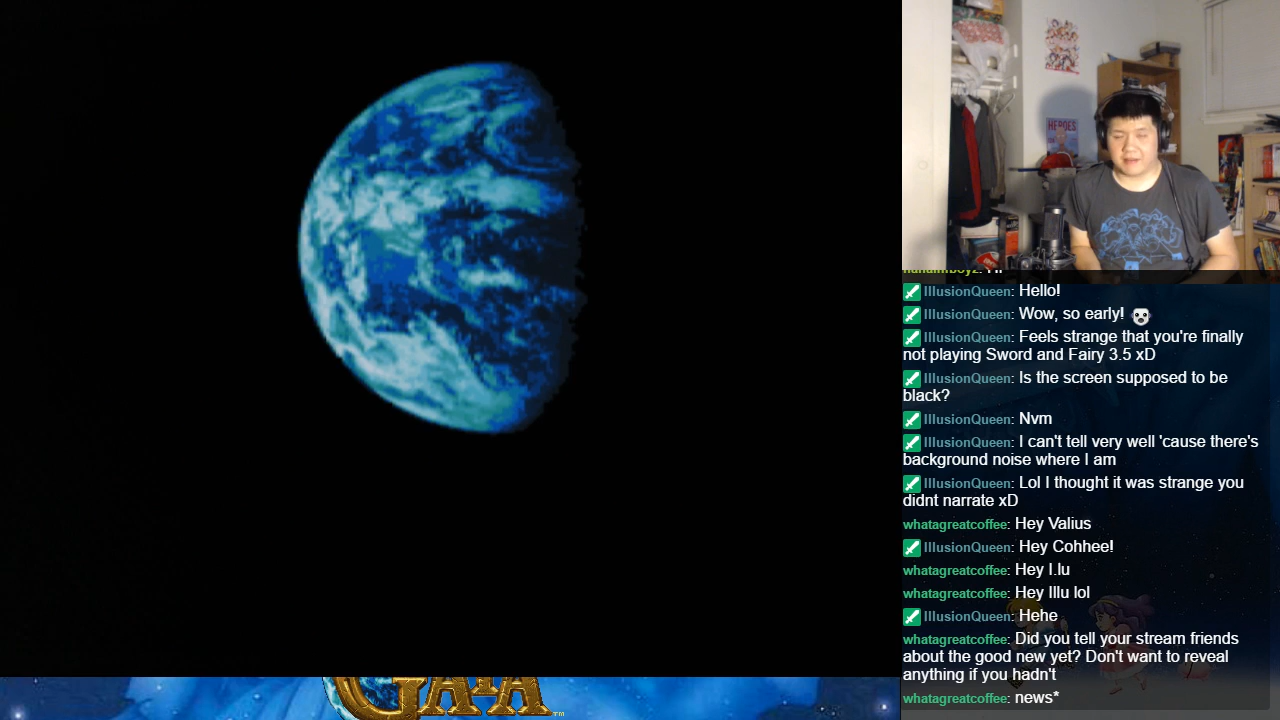 HEROES
IllusionQueen: Hello!
IllusionQueen: Wow, so early!
IllusionQueen: Feels strange that you're finally
not playing Sword and Fairy 3.5 xD
IllusionQueen: Is the screen supposed to be
black?
IllusionQueen: Nvm
IllusionQueen: I can't tell very well 'cause there's
background noise where I am
IllusionQueen: Lol I thought it was strange you
didnt narrate xD
whatagreatcoffee: Hey Valius
IllusionQueen: Hey Cohhee!
whatagreatcoffee: Hey I.lu
whatagreatcoffee: Hey Illu lol
IllusionQueen: Hehe
whatagreatcoffee: Did you tell your stream friends
about the good new yet? Don't want to reveal
anything if you hadn't
whatagreatcoffee: news*
GAIA™